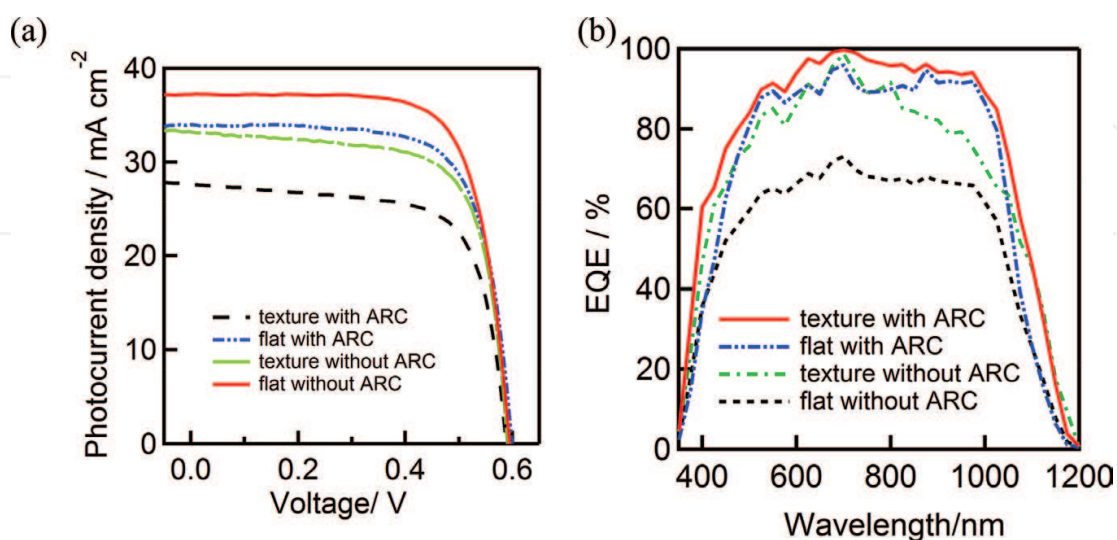 (a)
Photocurrent density / mA cm-2
40
30
20
10
0
texture with ARC
flat with ARC
texture without ARC
flat without ARC
0.0 0.2 0.4 0.6
Voltage/ V
(b)
EQE / %
100
80
60
40
20
0
texture with ARC
flat with ARC
texture without ARC
flat without ARC
400 600 800 1000 1200
Wavelength/nm